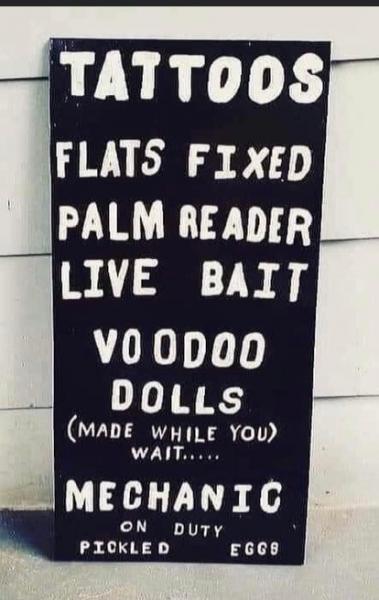 TATTOOS
FLATS FIXED
PALM READER
LIVE BAIT
VOODOO
DOLLS
(MADE WHILE YOU)
WAIT.....
MECHANIC
ON DUTY
PICKLED EGGS